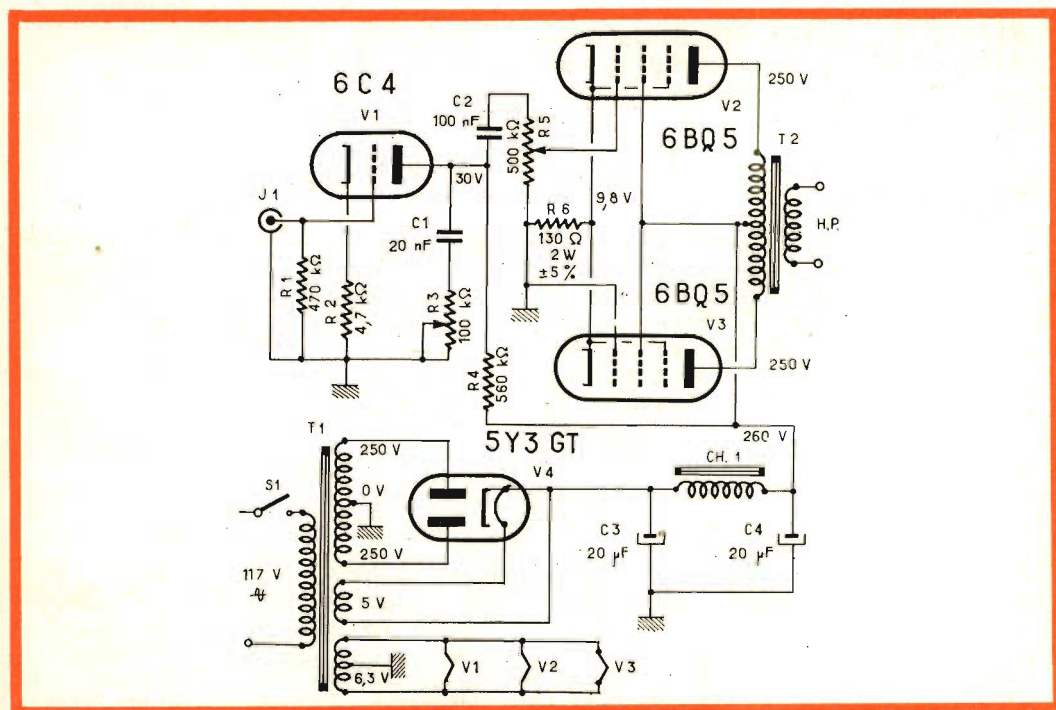 6C4
V1
J1
R1
470 kΩ
R2
4,7 kΩ
C2
100 nF
30V
C1
20 nF
R3
100 kΩ
R4
560 kΩ
R5
500 kΩ
R6
130 Ω
2W
±5%
9,8 V
V2
6BQ5
250 V
T2
H.P.
6BQ5
V3
250 V
260 V
T1
S1
117 V
250 V
0 V
250 V
5 V
6,3 V
5Y3 GT
V4
CH. 1
C3
20 µF
C4
20 µF
V1
V2
V3